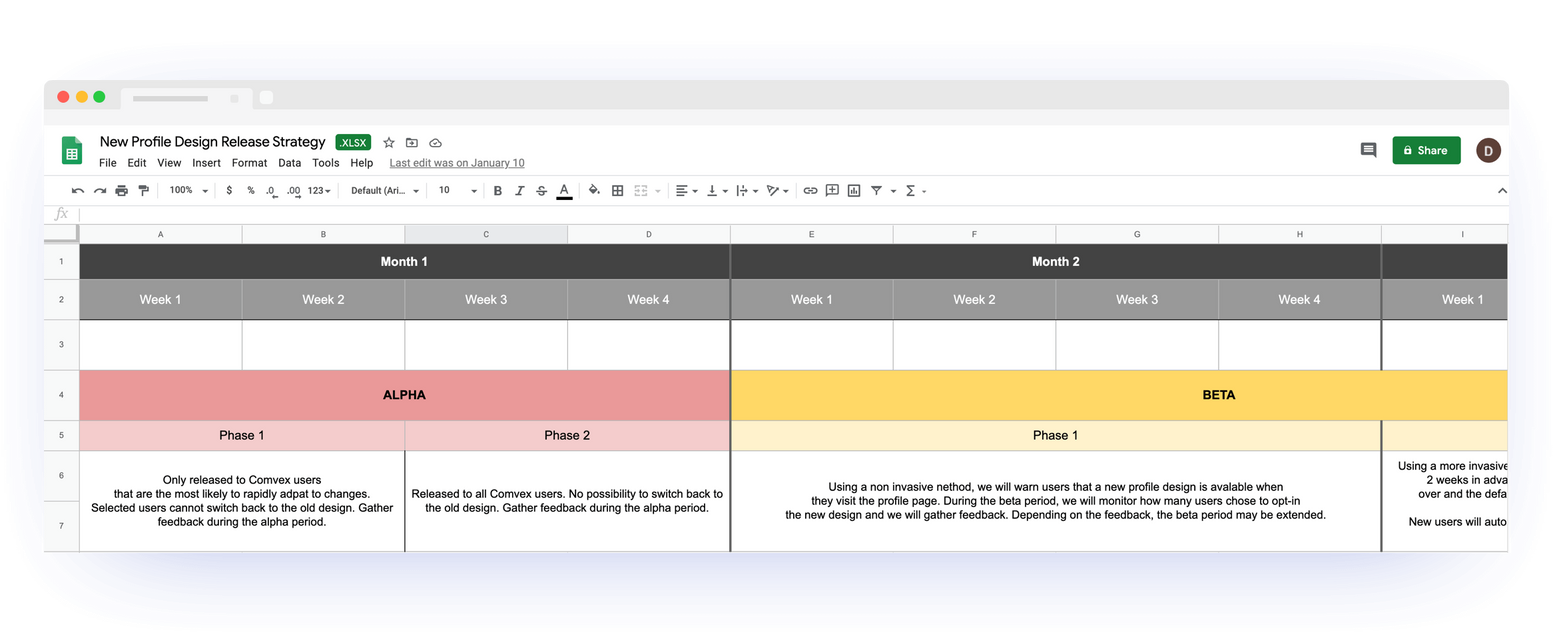 New Profile Design Release Strategy .XLSX
File Edit View Insert Format Data Tools Help Last edit was on January 10
Share D
100% $ % .0 .00 123 Default (Ari... 10 B I S A
fx
A B C D E F G H I
1 Month 1 Month 2
2 Week 1 Week 2 Week 3 Week 4 Week 1 Week 2 Week 3 Week 4 Week 1
3
4 ALPHA BETA
5 Phase 1 Phase 2 Phase 1
6
7
Only released to Comvex users
that are the most likely to rapidly adpat to changes.
Selected users cannot switch back to the old design. Gather
feedback during the alpha period.
Released to all Comvex users. No possibility to switch back to
the old design. Gather feedback during the alpha period.
Using a non invasive nethod, we will warn users that a new profile design is avalable when
they visit the profile page. During the beta period, we will monitor how many users chose to opt-in
the new design and we will gather feedback. Depending on the feedback, the beta period may be extended.
Using a more invasive
2 weeks in adva
over and the defa
New users will auto